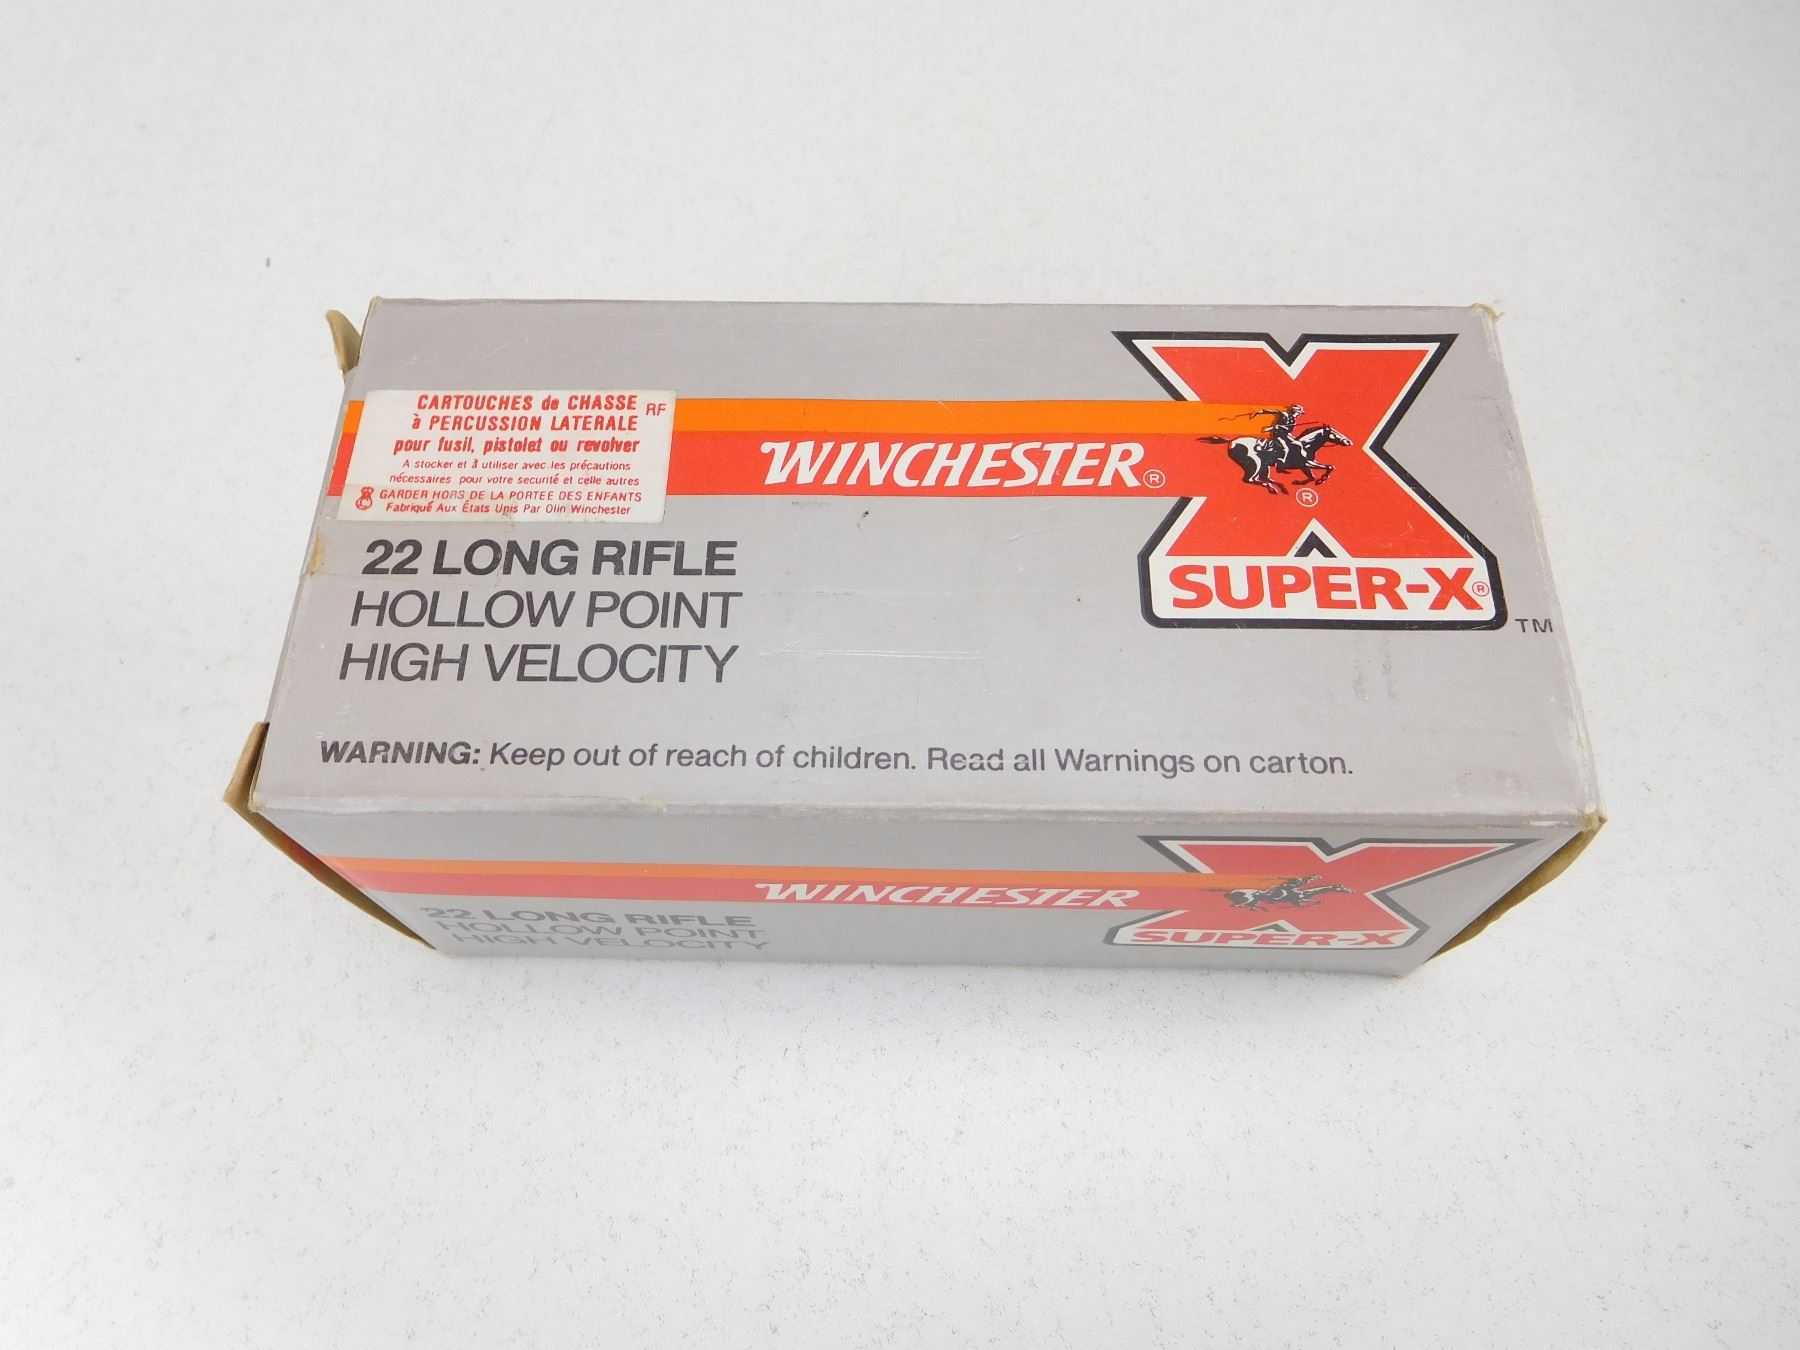 CARTOUCHES de CHASSE RF
à PERCUSSION LATERALE
pour fusil, pistolet ou revolver
A stocker et à utiliser avec les précautions
nécessaires pour votre securité et celle autres
GARDER HORS DE LA PORTEE DES ENFANTS
Fabriqué Aux États Unis Par Olin Winchester
WINCHESTER®
®
SUPER-X®
TM
22 LONG RIFLE
HOLLOW POINT
HIGH VELOCITY
WARNING: Keep out of reach of children. Read all Warnings on carton.
WINCHESTER
SUPER-X
22 LONG RIFLE
HOLLOW POINT
HIGH VELOCITY